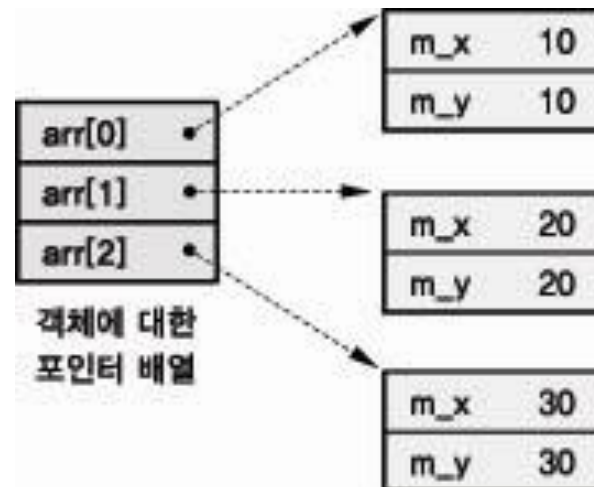 arr[0]
arr[1]
arr[2]
객체에 대한
포인터 배열
m_x 10
m_y 10
m_x 20
m_y 20
m_x 30
m_y 30